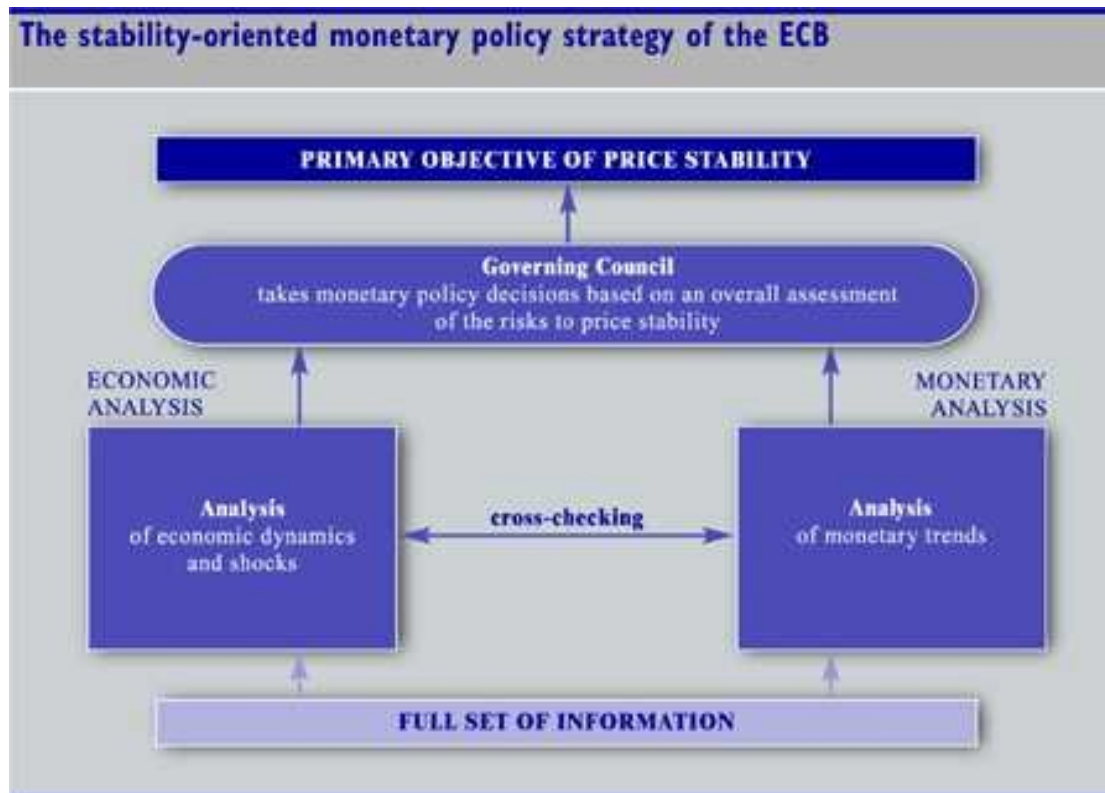 The stability-oriented monetary policy strategy of the ECB
PRIMARY OBJECTIVE OF PRICE STABILITY
Governing Council
takes monetary policy decisions based on an overall assessment
of the risks to price stability
ECONOMIC
ANALYSIS
MONETARY
ANALYSIS
Analysis
of economic dynamics
and shocks
cross-checking
Analysis
of monetary trends
FULL SET OF INFORMATION